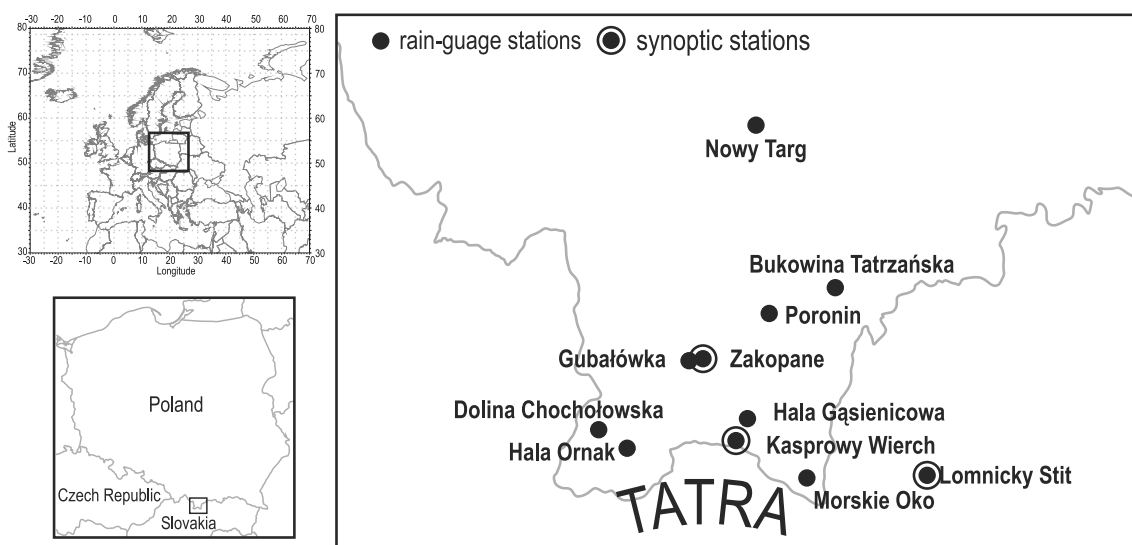 -30 -20 -10 0 10 20 30 40 50 60 70
80 80
70 70
60 60
50 50
40 40
30 30
-30 -20 -10 0 10 20 30 40 50 60 70
Latitude
Longitude
Poland
Czech Republic
Slovakia
rain-guage stations synoptic stations
Nowy Targ
Bukowina Tatrzańska
Poronin
Gubałówka Zakopane
Dolina Chochołowska Hala Gąsienicowa
Hala Ornak Kasprowy Wierch
Lomnicky Stit
Morskie Oko
TATRA